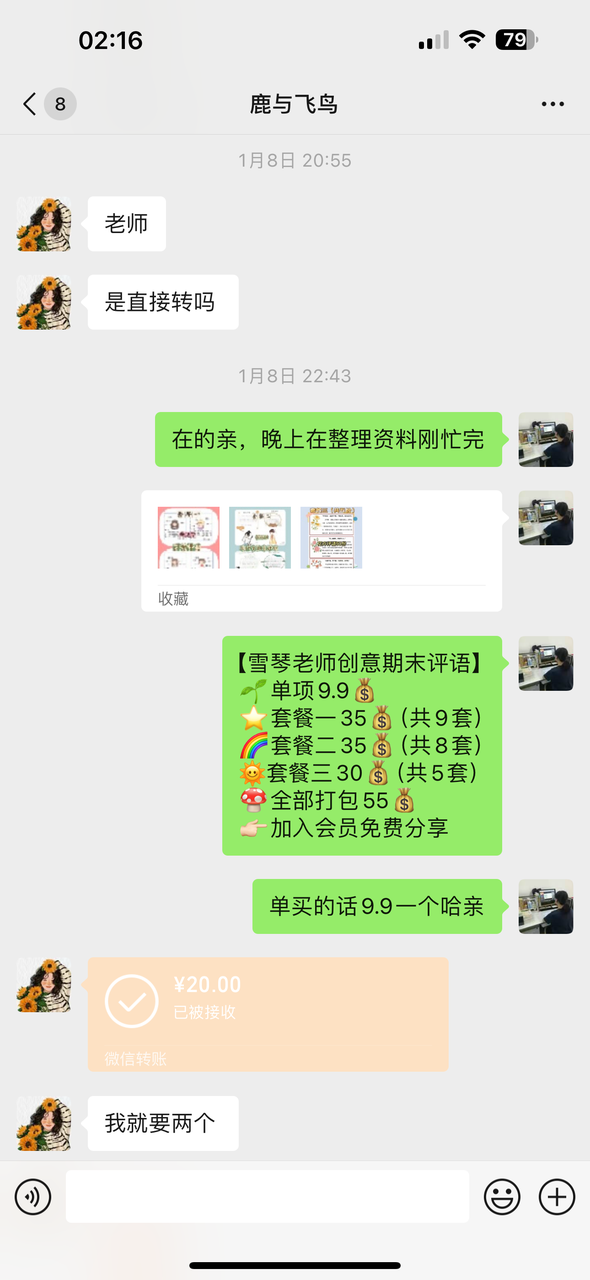 02:16
79
8
鹿与飞鸟
1月8日 20:55
老师
是直接转吗
1月8日 22:43
在的亲，晚上在整理资料刚忙完
收藏
【雪琴老师创意期末评语】
🌱单项9.9💰
⭐套餐一35💰（共9套）
🌈套餐二35💰（共8套）
🌞套餐三30💰（共5套）
🍄全部打包55💰
👉🏻加入会员免费分享
单买的话9.9一个哈亲
¥20.00
已被接收
微信转账
我就要两个